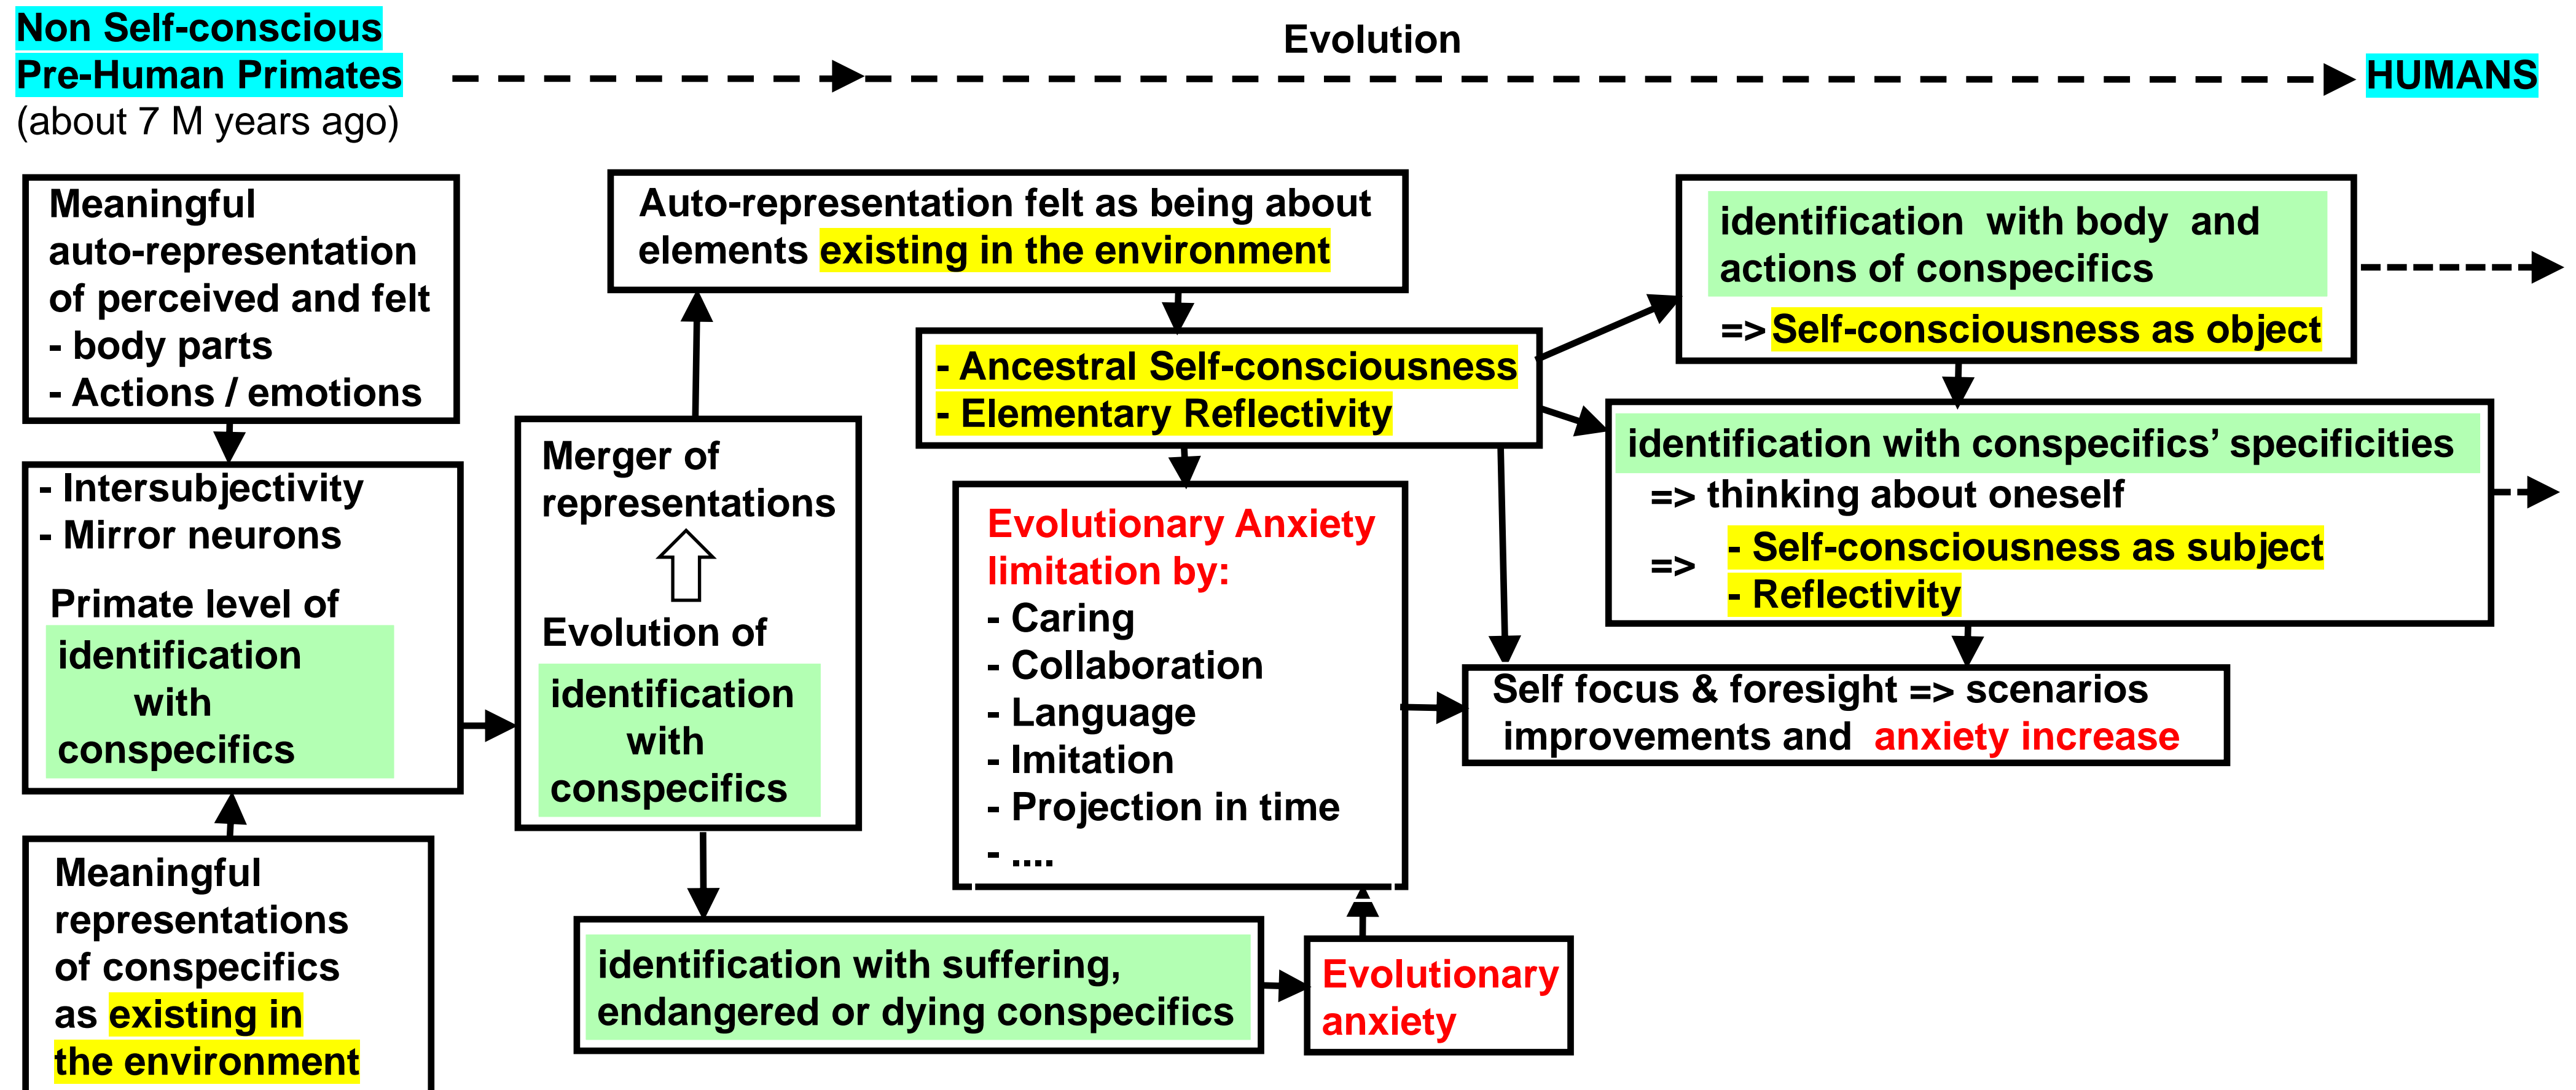 Non Self-conscious
Pre-Human Primates
(about 7 M years ago)
Evolution
HUMANS
Meaningful
auto-representation
of perceived and felt
- body parts
- Actions / emotions
- Intersubjectivity
- Mirror neurons
Primate level of
identification
with
conspecifics
Meaningful
representations
of conspecifics
as existing in
the environment
Merger of
representations
Evolution of
identification
with
conspecifics
Auto-representation felt as being about
elements existing in the environment
- Ancestral Self-consciousness
- Elementary Reflectivity
Evolutionary Anxiety
limitation by:
- Caring
- Collaboration
- Language
- Imitation
- Projection in time
- ....
identification with suffering,
endangered or dying conspecifics
Evolutionary
anxiety
identification with body and
actions of conspecifics
=> Self-consciousness as object
identification with conspecifics’ specificities
=> thinking about oneself
=> - Self-consciousness as subject
- Reflectivity
Self focus & foresight => scenarios
improvements and anxiety increase